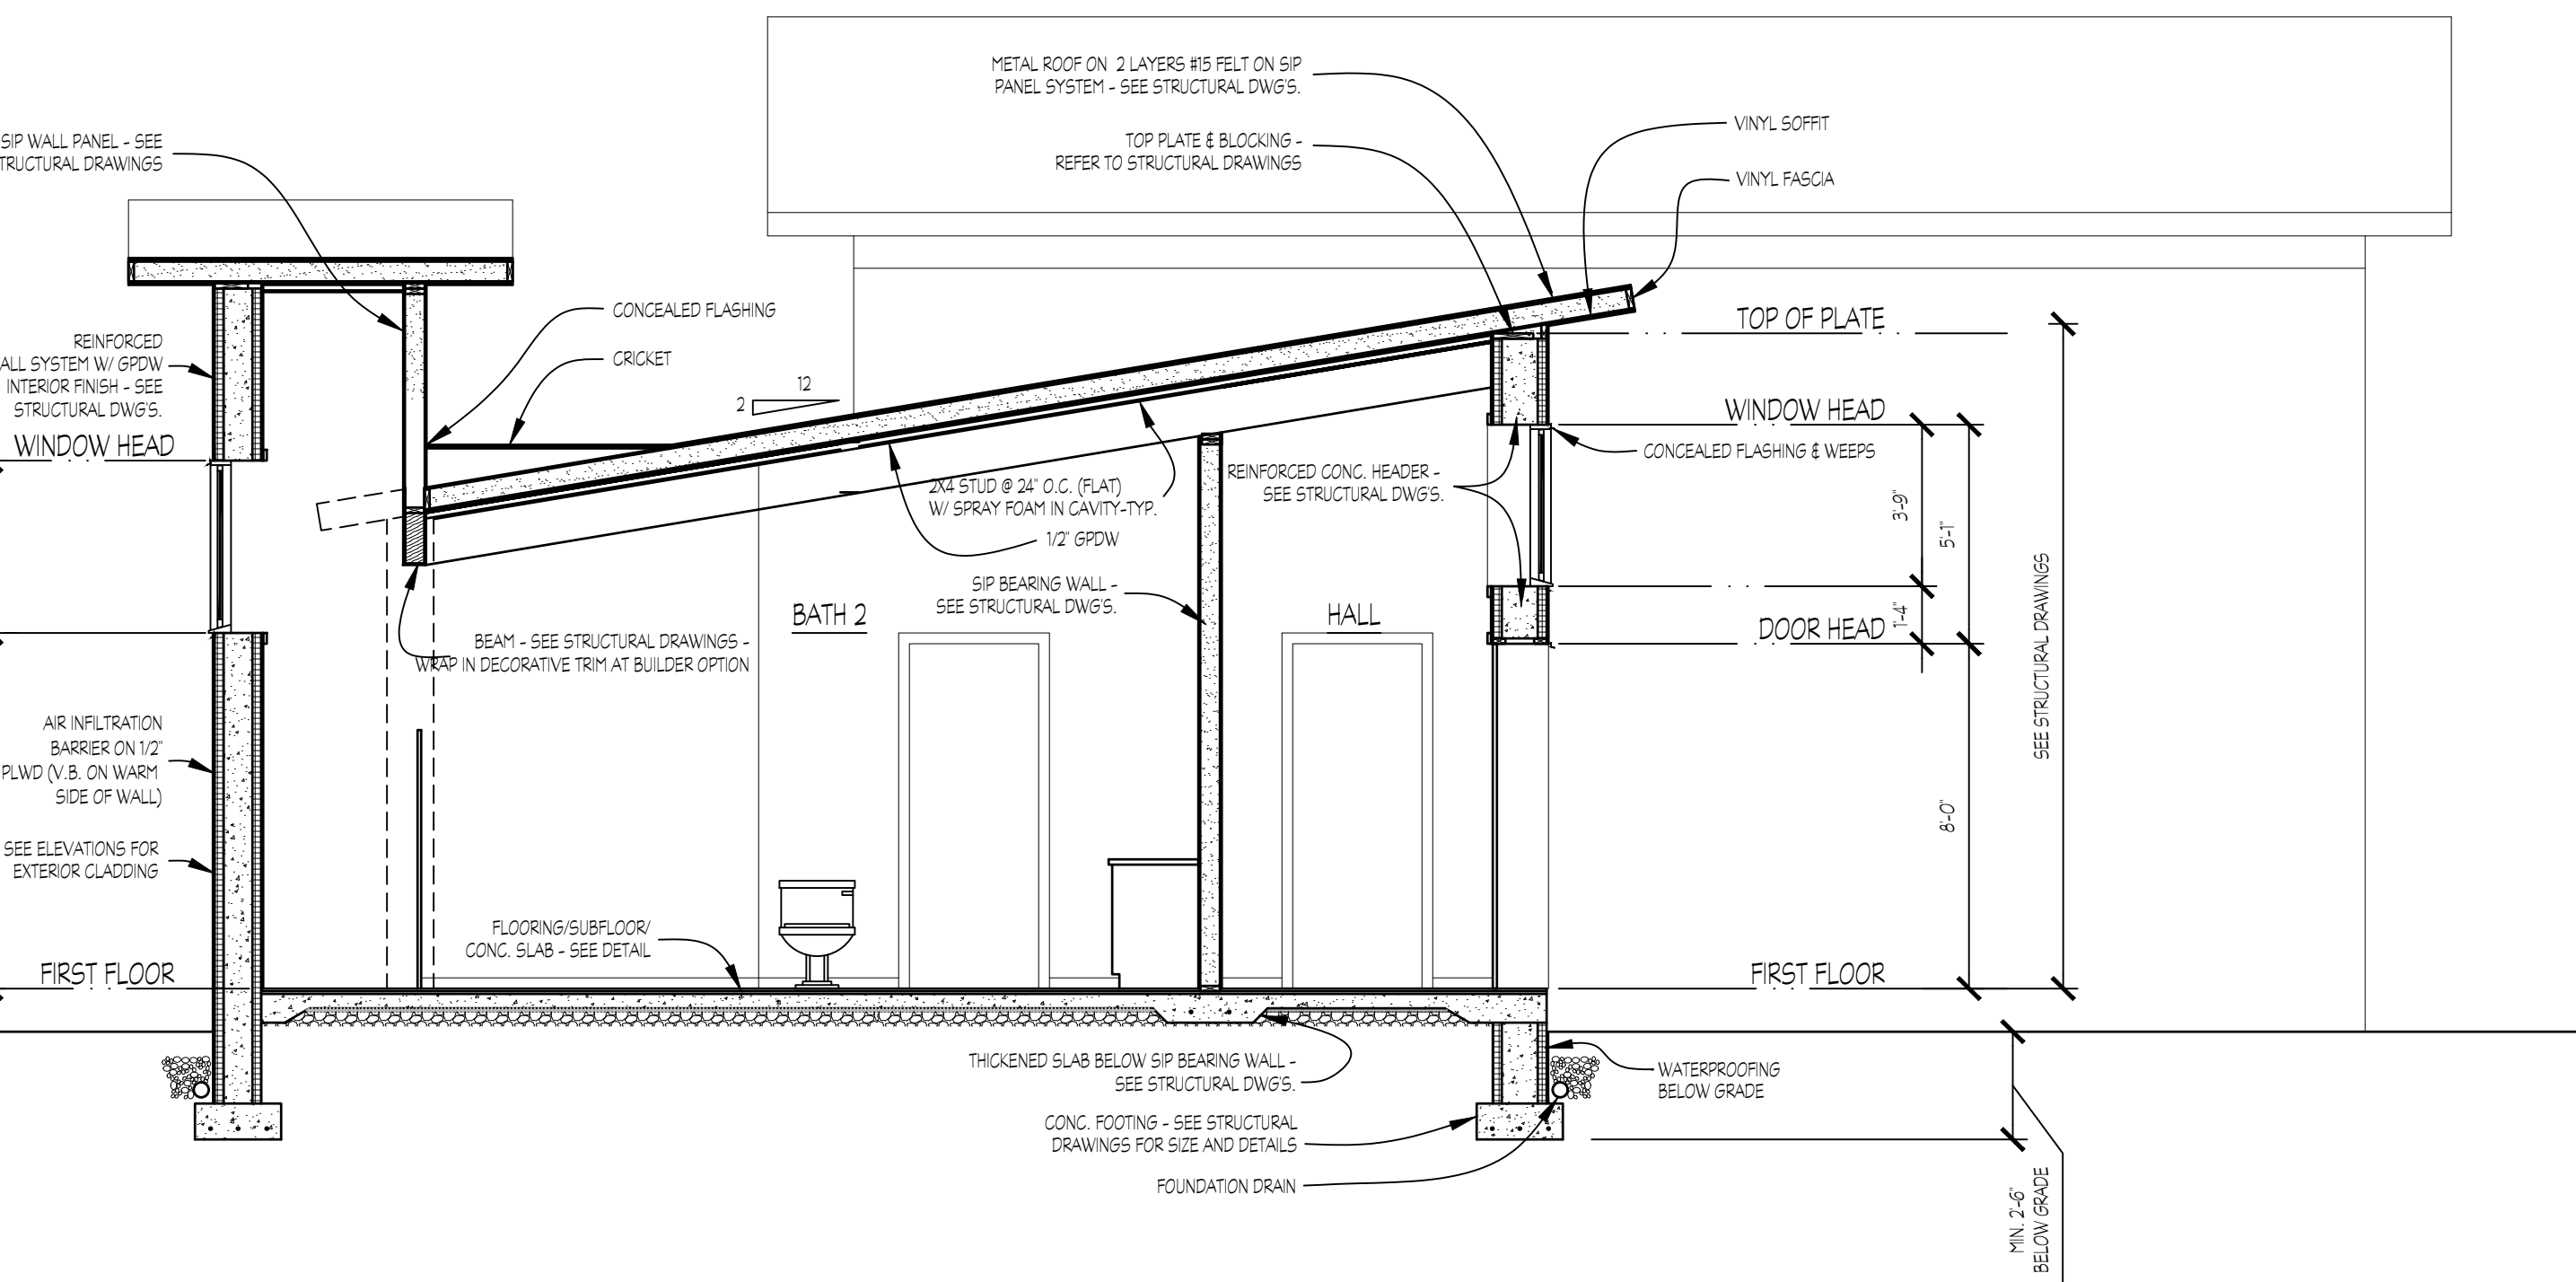 METAL ROOF ON 2 LAYERS #15 FELT ON SIP
PANEL SYSTEM - SEE STRUCTURAL DWG'S.
TOP PLATE & BLOCKING -
REFER TO STRUCTURAL DRAWINGS
VINYL SOFFIT
VINYL FASCIA
SIP WALL PANEL - SEE
STRUCTURAL DRAWINGS
CONCEALED FLASHING
CRICKET
12
2
REINFORCED
ALL SYSTEM W/ GPDW
INTERIOR FINISH - SEE
STRUCTURAL DWG'S.
WINDOW HEAD
TOP OF PLATE
WINDOW HEAD
CONCEALED FLASHING & WEEPS
REINFORCED CONC. HEADER -
SEE STRUCTURAL DWG'S.
2X4 STUD @ 24" O.C. (FLAT)
W/ SPRAY FOAM IN CAVITY-TYP.
1/2" GPDW
SIP BEARING WALL -
SEE STRUCTURAL DWG'S.
BATH 2
HALL
BEAM - SEE STRUCTURAL DRAWINGS -
WRAP IN DECORATIVE TRIM AT BUILDER OPTION
DOOR HEAD
3'-9"
5'-1"
1'-4"
8'-0"
SEE STRUCTURAL DRAWINGS
AIR INFILTRATION
BARRIER ON 1/2"
PLWD (V.B. ON WARM
SIDE OF WALL)
SEE ELEVATIONS FOR
EXTERIOR CLADDING
FLOORING/SUBFLOOR/
CONC. SLAB - SEE DETAIL
FIRST FLOOR
FIRST FLOOR
THICKENED SLAB BELOW SIP BEARING WALL -
SEE STRUCTURAL DWG'S.
WATERPROOFING
BELOW GRADE
CONC. FOOTING - SEE STRUCTURAL
DRAWINGS FOR SIZE AND DETAILS
FOUNDATION DRAIN
MIN. 2'-6"
BELOW GRADE